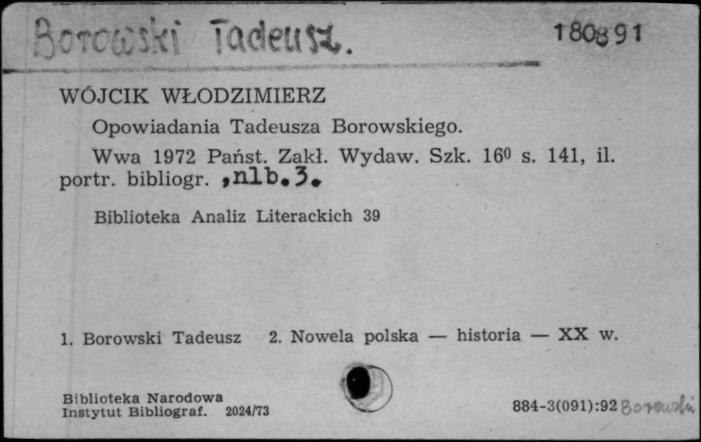 Borowski Tadeusz.
180891
WÓJCIK WŁODZIMIERZ
Opowiadania Tadeusza Borowskiego.
Wwa 1972 Państ. Zakł. Wydaw. Szk. 16⁰ s. 141, il.
portr. bibliogr. ,nlb.3.
Biblioteka Analiz Literackich 39
1. Borowski Tadeusz 2. Nowela polska — historia — XX w.
Biblioteka Narodowa
Instytut Bibliograf. 2024/73
884-3(091):92 Borowski